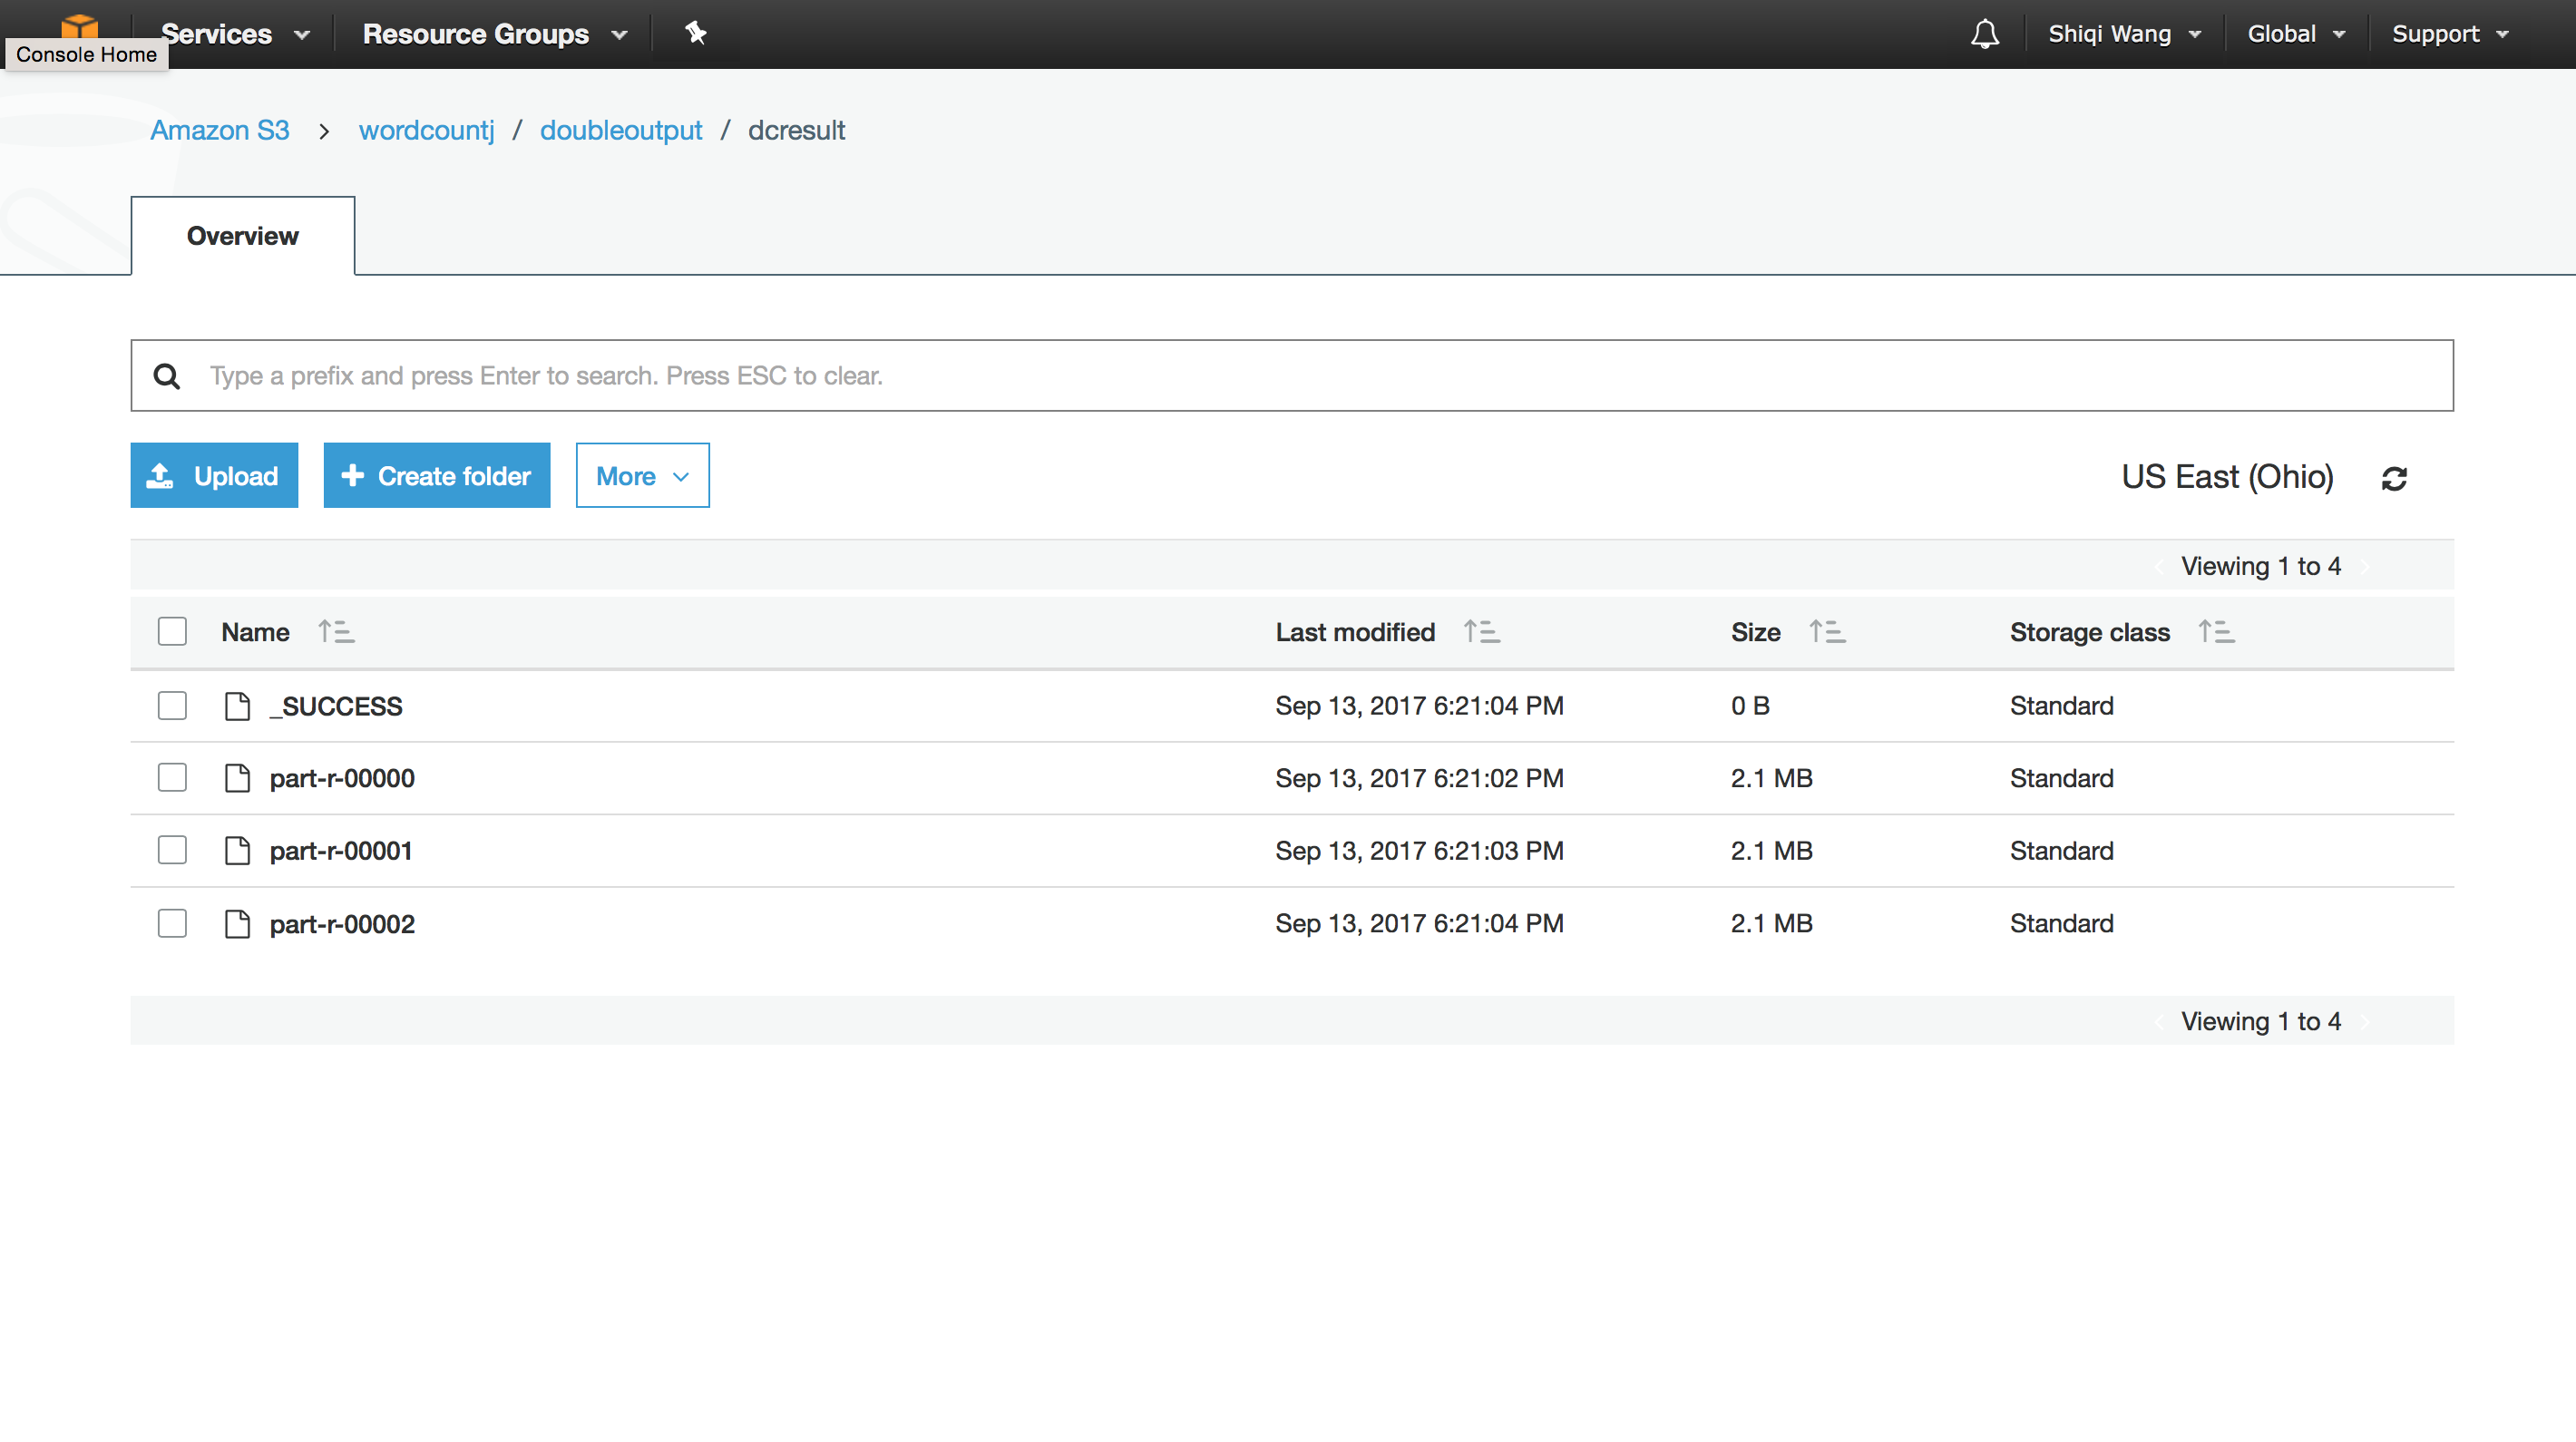 Services Resource Groups Shiqi Wang Global Support
Console Home
Amazon S3 > wordcountj / doubleoutput / dcresult
Overview
Type a prefix and press Enter to search. Press ESC to clear.
Upload Create folder More US East (Ohio)
Viewing 1 to 4
Name Last modified Size Storage class
_SUCCESS Sep 13, 2017 6:21:04 PM 0 B Standard
part-r-00000 Sep 13, 2017 6:21:02 PM 2.1 MB Standard
part-r-00001 Sep 13, 2017 6:21:03 PM 2.1 MB Standard
part-r-00002 Sep 13, 2017 6:21:04 PM 2.1 MB Standard
Viewing 1 to 4